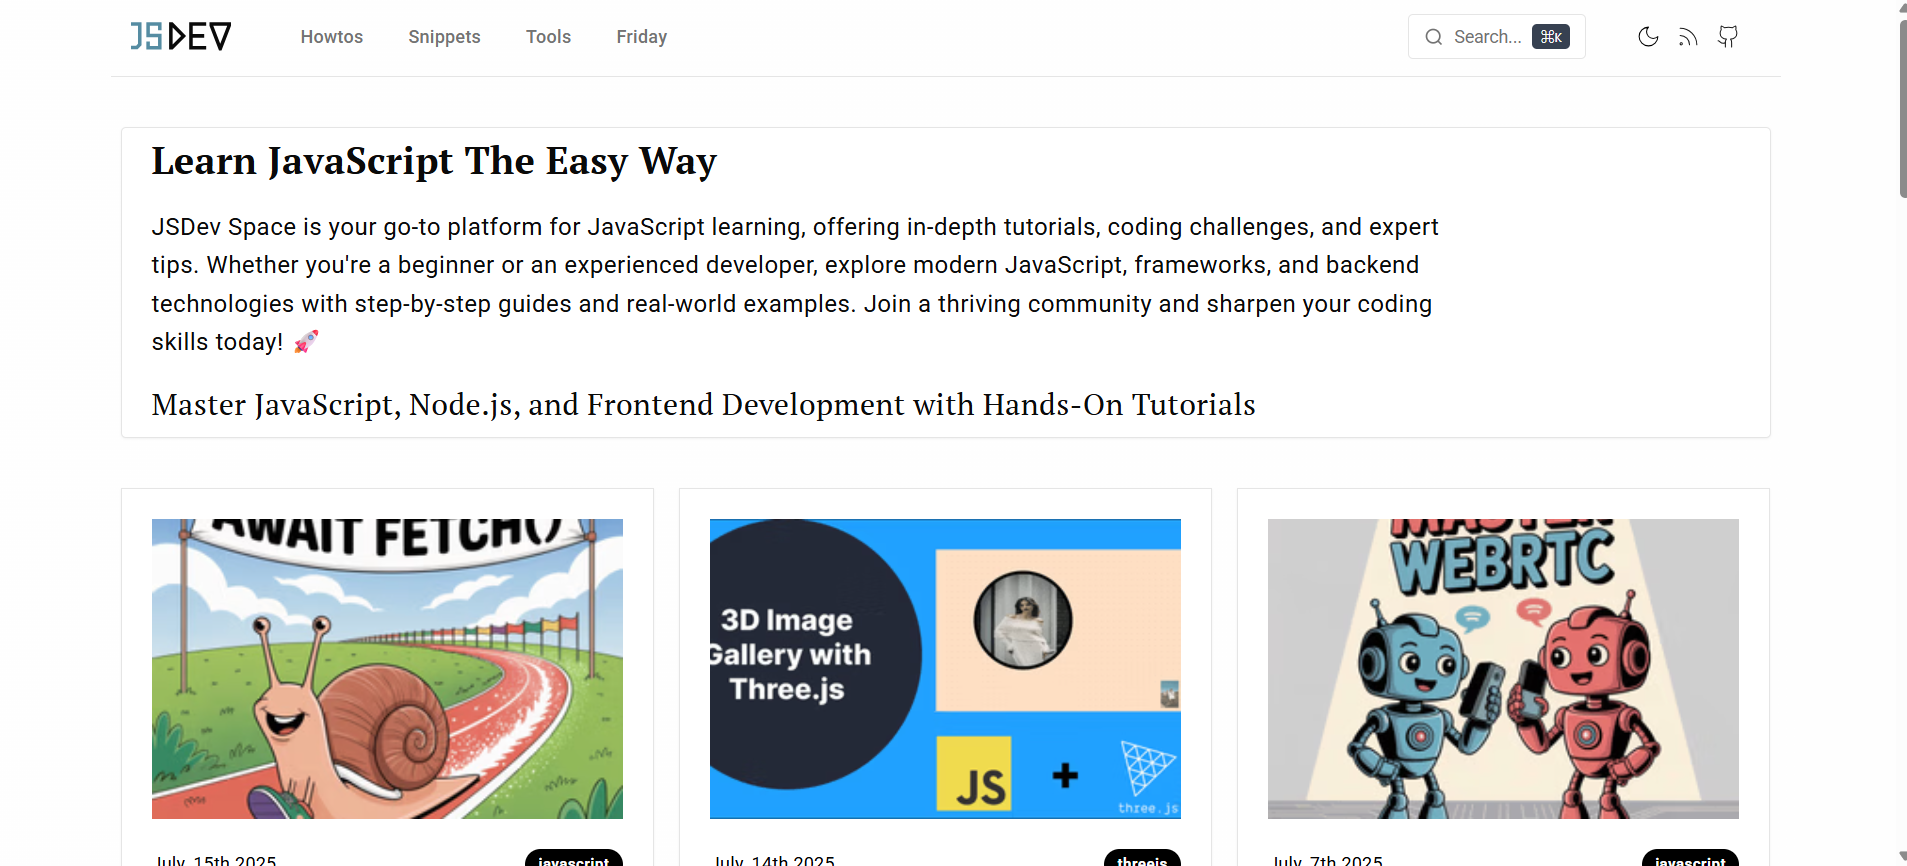 JSDEV
Howtos
Snippets
Tools
Friday
Search...
⌘K
Learn JavaScript The Easy Way
JSDev Space is your go-to platform for JavaScript learning, offering in-depth tutorials, coding challenges, and expert
tips. Whether you're a beginner or an experienced developer, explore modern JavaScript, frameworks, and backend
technologies with step-by-step guides and real-world examples. Join a thriving community and sharpen your coding
skills today! 🚀
Master JavaScript, Node.js, and Frontend Development with Hands-On Tutorials
AWAIT FETCH()
3D Image
Gallery with
Three.js
JS
+
three.js
MASTER
WEBRTC
July, 15th 2025
javascript
July, 14th 2025
threejs
July, 7th 2025
javascript